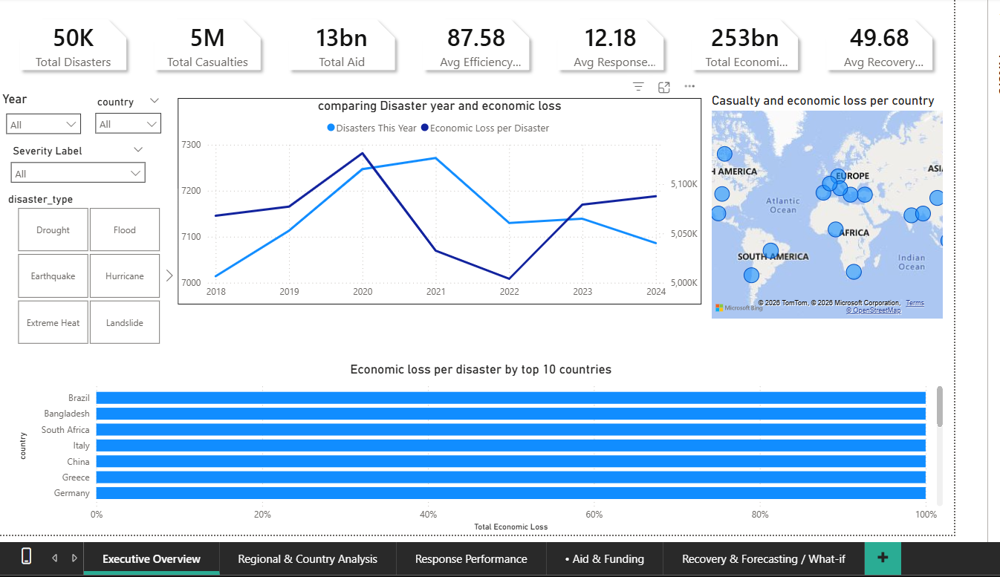 50K
Total Disasters
5M
Total Casualties
13bn
Total Aid
87.58
Avg Efficiency...
12.18
Avg Response...
253bn
Total Economi...
49.68
Avg Recovery...
Year
All
country
All
Severity Label
All
disaster_type
Drought
Flood
Earthquake
Hurricane
Extreme Heat
Landslide
comparing Disaster year and economic loss
Disasters This Year
Economic Loss per Disaster
7300
7200
7100
7000
5,100K
5,050K
5,000K
2018
2019
2020
2021
2022
2023
2024
Casualty and economic loss per country
H AMERICA
EUROPE
ASI
Atlantic
Ocean
AFRICA
SOUTH AMERICA
Indian
Ocean
Microsoft Bing
© 2026 TomTom, © 2026 Microsoft Corporation, Terms
© OpenStreetMap
Economic loss per disaster by top 10 countries
country
Brazil
Bangladesh
South Africa
Italy
China
Greece
Germany
0%
20%
40%
60%
80%
100%
Total Economic Loss
Executive Overview
Regional & Country Analysis
Response Performance
• Aid & Funding
Recovery & Forecasting / What-if
+